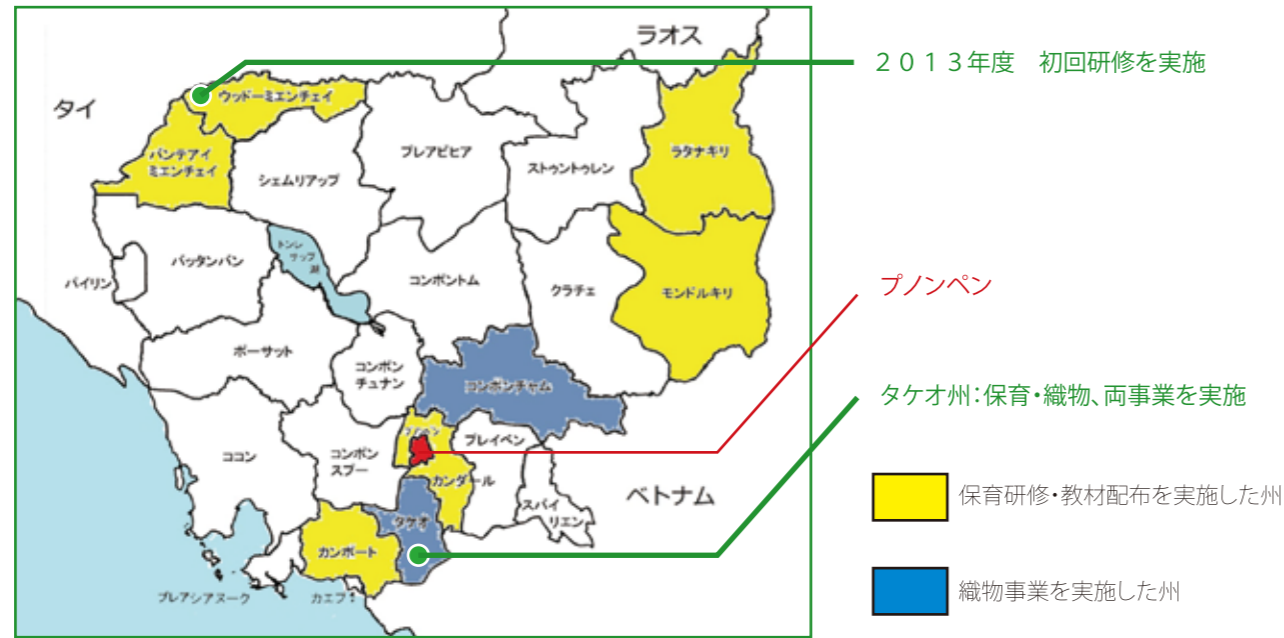 ラオス
２０１３年度　初回研修を実施
タイ
ウッドーミエンチェイ
バンテアイ
ミエンチェイ
シェムリアップ
プレアビヒア
ストゥントゥレン
ラタナキリ
トンレ
サップ
湖
バッタンバン
パイリン
コンポントム
クラチェ
モンドルキリ
プノンペン
ポーサット
コンポン
チュナン
コンポンチャム
タケオ州：保育・織物、両事業を実施
プレイベン
ココン
コンポン
スプー
カンダール
ベトナム
スバイ
リエン
保育研修・教材配布を実施した州
タケオ
カンポート
プレアシアヌーク
カエプ
織物事業を実施した州